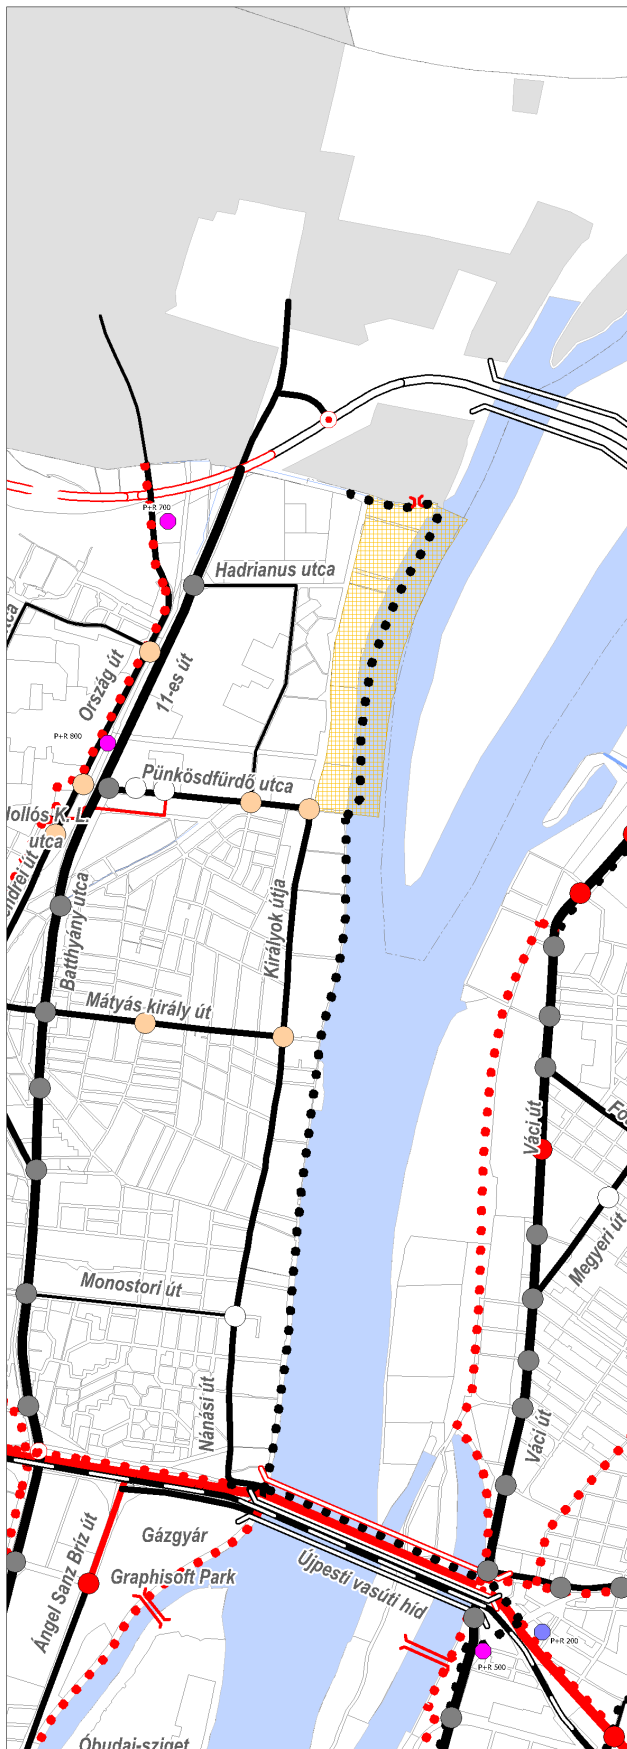 P+R 700
Hadrianus utca
Ország út
11-es út
P+R 800
Pünkösdfürdő utca
Hollós K. L.
utca
Batthyány utca
Királyok útja
Mátyás király út
Váci út
Megyeri út
Monostori út
Nánási út
Váci út
Gázgyár
Ángel Sanz Bríz út
Graphisoft Park
Újpesti vasúti híd
P+R 200
P+R 500
Óbudai-sziget